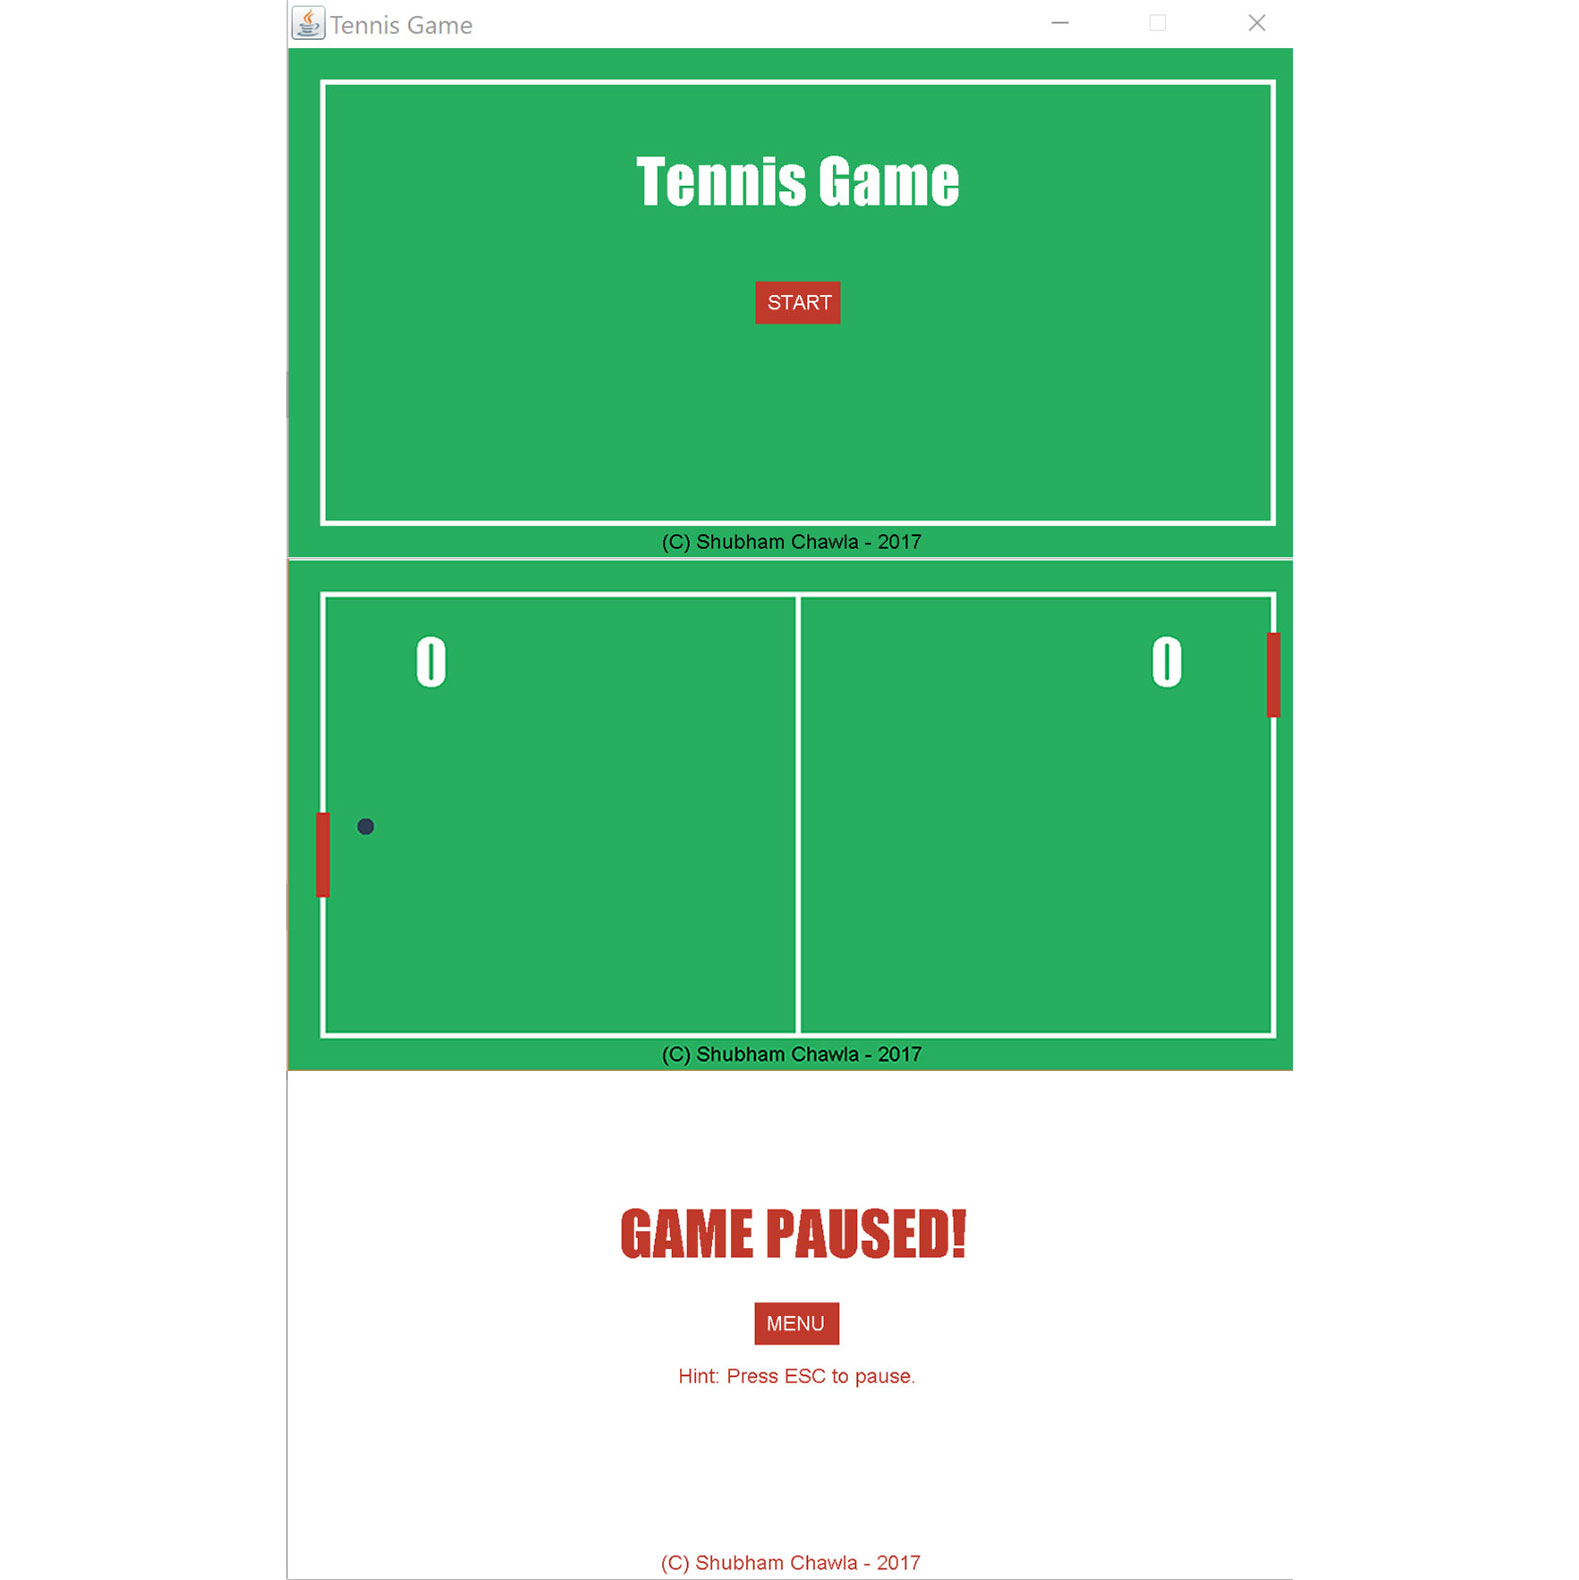 Tennis Game
Tennis Game
START
(C) Shubham Chawla - 2017
0 0
(C) Shubham Chawla - 2017
GAME PAUSED!
MENU
Hint: Press ESC to pause.
(C) Shubham Chawla - 2017